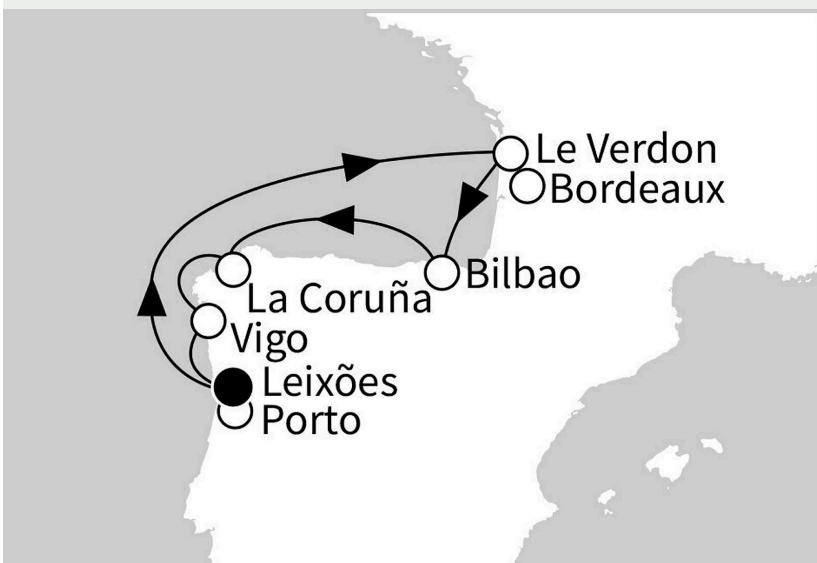 Le Verdon
Bordeaux
Bilbao
La Coruña
Vigo
Leixões
Porto